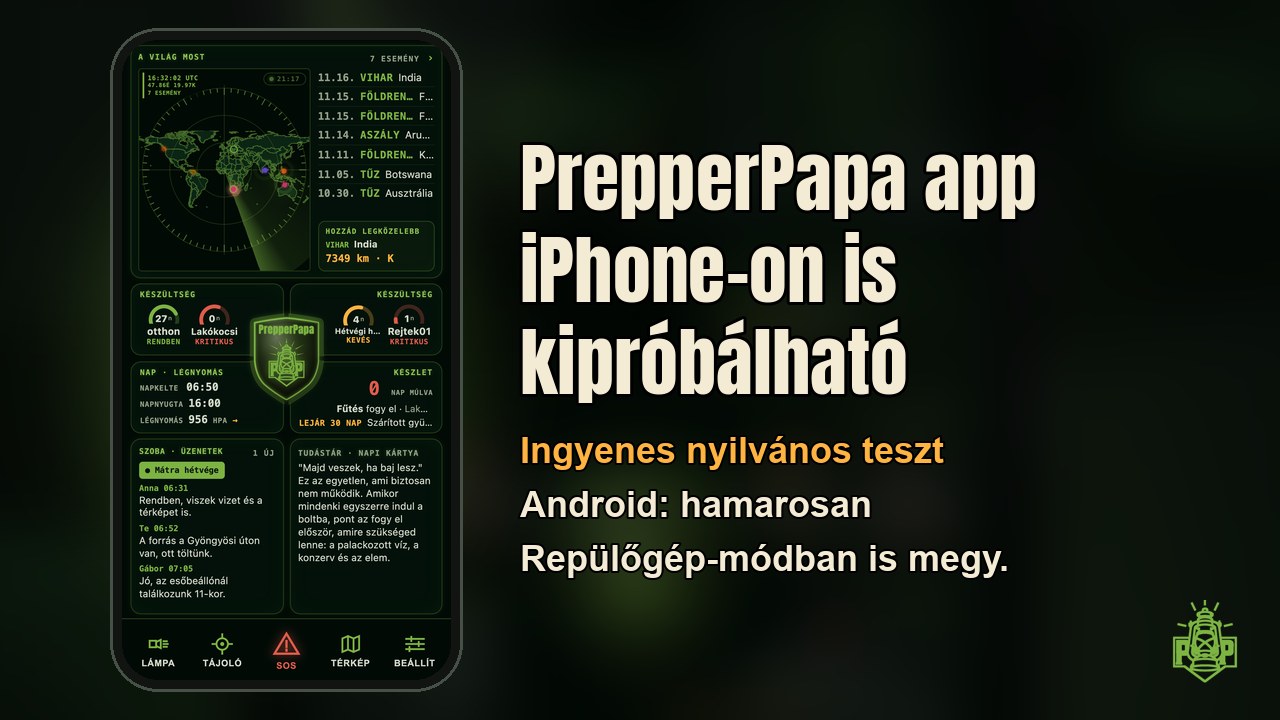 A VILÁG MOST
7 ESEMÉNY ›
16:32:02 UTC
47.86É 19.97K
7 ESEMÉNY
21:17
11.16. VIHAR India
11.15. FÖLDREN… F…
11.15. FÖLDREN… F…
11.14. ASZÁLY Aru…
11.11. FÖLDREN… K…
11.05. TŰZ Botswana
10.30. TŰZ Ausztrália
HOZZÁD LEGKÖZELEBB
VIHAR India
7349 km · K
KÉSZÜLTSÉG
27n
otthon
RENDBEN
0n
Lakókocsi
KRITIKUS
KÉSZÜLTSÉG
4n
Hétvégi h…
KEVÉS
1n
Rejtek01
KRITIKUS
PrepperPapa
NAP · LÉGNYOMÁS
NAPKELTE 06:50
NAPNYUGTA 16:00
LÉGNYOMÁS 956 HPA →
KÉSZLET
0 NAP MÚLVA
Fűtés fogy el · Lak…
LEJÁR 30 NAP Szárított gyü…
SZOBA · ÜZENETEK
1 ÚJ
● Mátra hétvége
Anna 06:31
Rendben, viszek vizet és a
térképet is.
Te 06:52
A forrás a Gyöngyösi úton
van, ott töltünk.
Gábor 07:05
Jó, az esőbeállónál
találkozunk 11-kor.
TUDÁSTÁR · NAPI KÁRTYA
"Majd veszek, ha baj lesz."
Ez az egyetlen, ami biztosan
nem működik. Amikor
mindenki egyszerre indul a
boltba, pont az fogy el
először, amire szükséged
lenne: a palackozott víz, a
konzerv és az elem.
LÁMPA
TÁJOLÓ
SOS
TÉRKÉP
BEÁLLÍT
PrepperPapa app
iPhone-on is
kipróbálható
Ingyenes nyilvános teszt
Android: hamarosan
Repülőgép-módban is megy.
P P